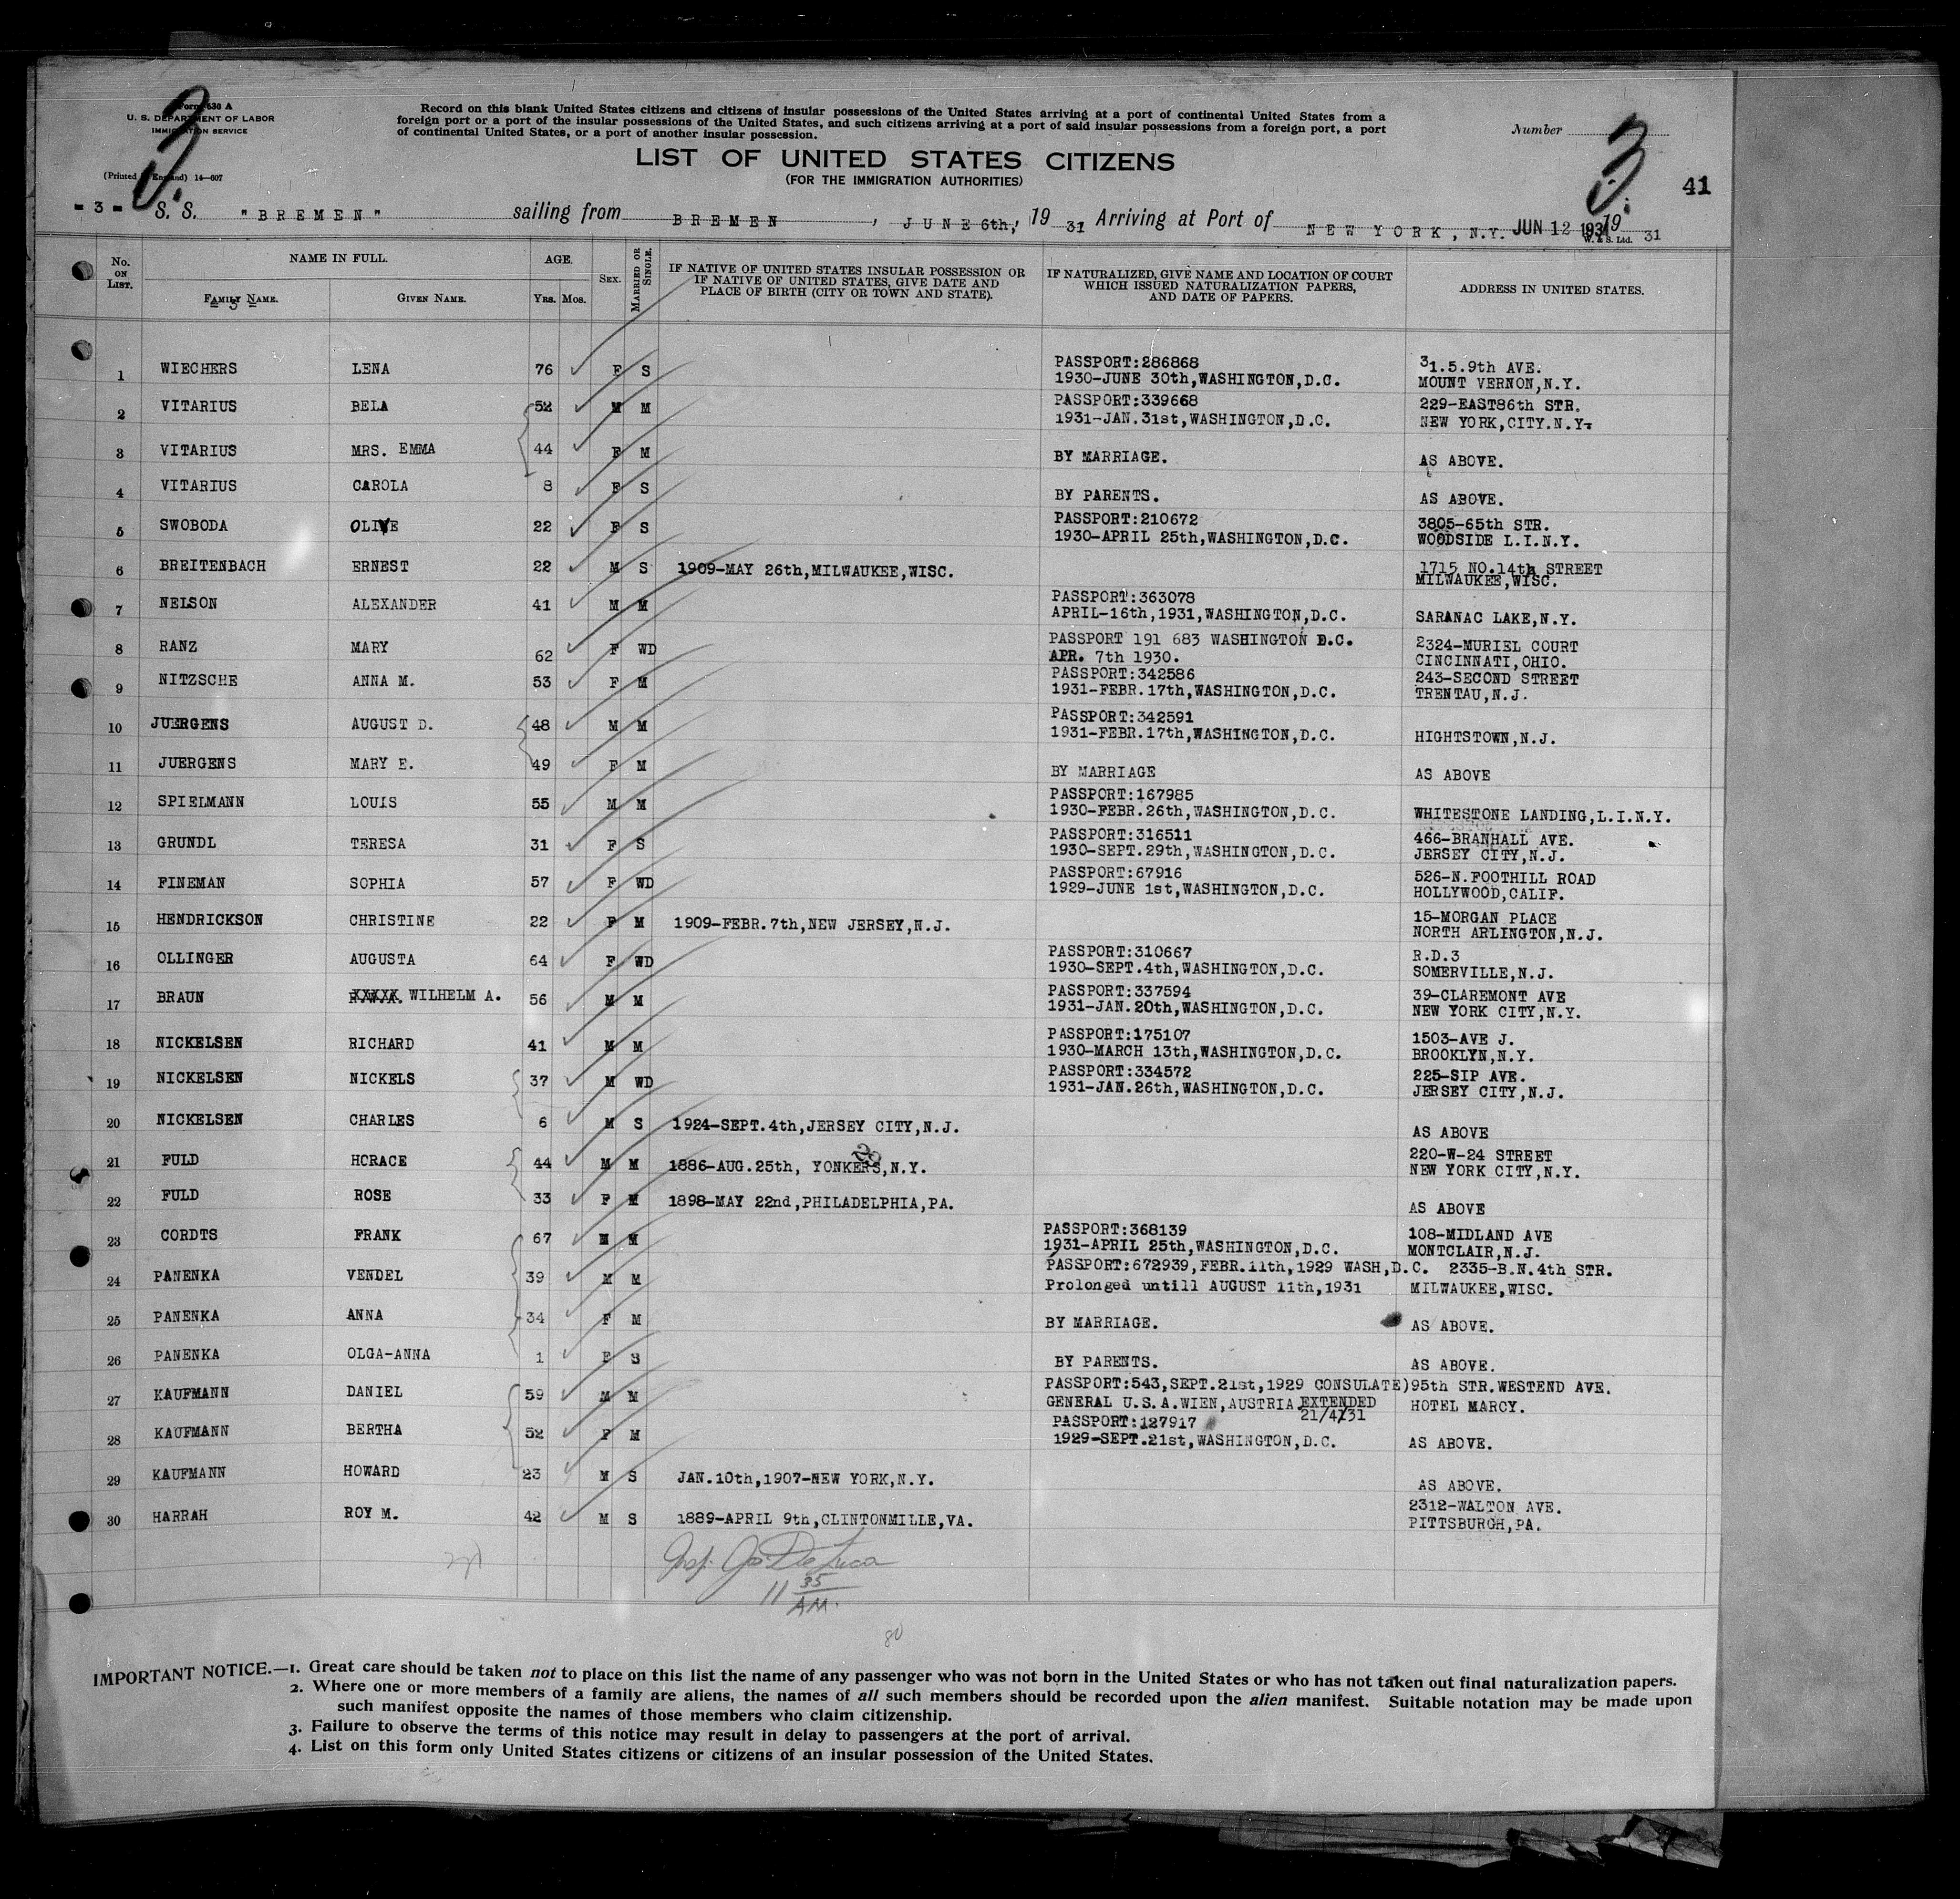 Form 630 A
U. S. DEPARTMENT OF LABOR
IMMIGRATION SERVICE
(Printed in England) 14—607
Record on this blank United States citizens and citizens of insular possessions of the United States arriving at a port of continental United States from a
foreign port or a port of the insular possessions of the United States, and such citizens arriving at a port of said insular possessions from a foreign port, a port
of continental United States, or a port of another insular possession.
Number
3.
3.
LIST OF UNITED STATES CITIZENS
(FOR THE IMMIGRATION AUTHORITIES)
41
- 3 - S. S. "BREMEN" sailing from BREMEN, JUNE 6th, 19 31 Arriving at Port of NEW YORK, N.Y. JUN 12 1931 19 31
W. & S. Ltd.
No. ON LIST. NAME IN FULL. AGE. SEX. MARRIED OR SINGLE. IF NATIVE OF UNITED STATES INSULAR POSSESSION OR IF NATIVE OF UNITED STATES, GIVE DATE AND PLACE OF BIRTH (CITY OR TOWN AND STATE). IF NATURALIZED, GIVE NAME AND LOCATION OF COURT WHICH ISSUED NATURALIZATION PAPERS, AND DATE OF PAPERS. ADDRESS IN UNITED STATES.
FAMILY NAME. GIVEN NAME. YRS. MOS.
1 WIECHERS LENA 76 F S PASSPORT:286868 31.5.9th AVE.
1930-JUNE 30th,WASHINGTON,D.C. MOUNT VERNON,N.Y.
2 VITARIUS BELA 52 M M PASSPORT:339668 229-EAST86th STR.
1931-JAN.31st,WASHINGTON,D.C. NEW YORK,CITY.N.Y.
3 VITARIUS MRS. EMMA 44 F M BY MARRIAGE. AS ABOVE.
4 VITARIUS CAROLA 8 F S BY PARENTS. AS ABOVE.
5 SWOBODA OLIVE 22 F S PASSPORT:210672 3805-65th STR.
1930-APRIL 25th,WASHINGTON,D.C. WOODSIDE L.I.N.Y.
6 BREITENBACH ERNEST 22 M S 1909-MAY 26th,MILWAUKEE,WISC. 1715 NO.14th STREET
MILWAUKEE,WISC.
7 NELSON ALEXANDER 41 M M PASSPORT:363078
APRIL-16th,1931,WASHINGTON,D.C. SARANAC LAKE,N.Y.
8 RANZ MARY 62 F WD PASSPORT 191 683 WASHINGTON D.C. 2324-MURIEL COURT
APR. 7th 1930. CINCINNATI,OHIO.
9 NITZSCHE ANNA M. 53 F M PASSPORT:342586 243-SECOND STREET
1931-FEBR.17th,WASHINGTON,D.C. TRENTAU,N.J.
10 JUERGENS AUGUST D. 48 M M PASSPORT:342591
1931-FEBR.17th,WASHINGTON,D.C. HIGHTSTOWN,N.J.
11 JUERGENS MARY E. 49 F M BY MARRIAGE AS ABOVE
12 SPIELMANN LOUIS 55 M M PASSPORT:167985
1930-FEBR.26th,WASHINGTON,D.C. WHITESTONE LANDING,L.I.N.Y.
13 GRUNDL TERESA 31 F S PASSPORT:316511 466-BRANHALL AVE.
1930-SEPT.29th,WASHINGTON,D.C. JERSEY CITY,N.J.
14 FINEMAN SOPHIA 57 F WD PASSPORT:67916 526-N.FOOTHILL ROAD
1929-JUNE 1st,WASHINGTON,D.C. HOLLYWOOD,CALIF.
15 HENDRICKSON CHRISTINE 22 F M 1909-FEBR.7th,NEW JERSEY,N.J. 15-MORGAN PLACE
NORTH ARLINGTON,N.J.
16 OLLINGER AUGUSTA 64 F WD PASSPORT:310667 R.D.3
1930-SEPT.4th,WASHINGTON,D.C. SOMERVILLE,N.J.
17 BRAUN WILHELM A. 56 M M PASSPORT:337594 39-CLAREMONT AVE
1931-JAN.20th,WASHINGTON,D.C. NEW YORK CITY,N.Y.
18 NICKELSEN RICHARD 41 M M PASSPORT:175107 1503-AVE J.
1930-MARCH 13th,WASHINGTON,D.C. BROOKLYN,N.Y.
19 NICKELSEN NICKELS 37 M WD PASSPORT:334572 225-SIP AVE.
1931-JAN.26th,WASHINGTON,D.C. JERSEY CITY,N.J.
20 NICKELSEN CHARLES 6 M S 1924-SEPT.4th,JERSEY CITY,N.J. AS ABOVE
21 FULD HORACE 44 M M 1886-AUG.25th, YONKERS,N.Y. 220-W-24 STREET
NEW YORK CITY,N.Y.
22 FULD ROSE 33 F M 1898-MAY 22nd,PHILADELPHIA,PA. AS ABOVE
23 CORDTS FRANK 67 M M PASSPORT:368139 108-MIDLAND AVE
1931-APRIL 25th,WASHINGTON,D.C. MONTCLAIR,N.J.
24 PANENKA VENDEL 39 M M PASSPORT:672939,FEBR.11th,1929 WASH,D.C. 2335-B.N.4th STR.
Prolonged untill AUGUST 11th,1931 MILWAUKEE,WISC.
25 PANENKA ANNA 34 F M BY MARRIAGE. AS ABOVE.
26 PANENKA OLGA-ANNA 1 F S BY PARENTS. AS ABOVE.
27 KAUFMANN DANIEL 59 M M PASSPORT:543,SEPT.21st,1929 CONSULATE)95th STR.WESTEND AVE.
GENERAL U.S.A.WIEN,AUSTRIA EXTENDED HOTEL MARCY.
21/4/31
28 KAUFMANN BERTHA 52 F M PASSPORT:127917
1929-SEPT.21st,WASHINGTON,D.C. AS ABOVE.
29 KAUFMANN HOWARD 23 M S JAN.10th,1907-NEW YORK,N.Y. AS ABOVE.
30 HARRAH ROY M. 42 M S 1889-APRIL 9th,CLINTONMILLE,VA. 2312-WALTON AVE.
PITTSBURGH,PA.
Insp. Jo DeLuca
11 35
AM.
80
IMPORTANT NOTICE.—1. Great care should be taken not to place on this list the name of any passenger who was not born in the United States or who has not taken out final naturalization papers.
2. Where one or more members of a family are aliens, the names of all such members should be recorded upon the alien manifest. Suitable notation may be made upon
such manifest opposite the names of those members who claim citizenship.
3. Failure to observe the terms of this notice may result in delay to passengers at the port of arrival.
4. List on this form only United States citizens or citizens of an insular possession of the United States.